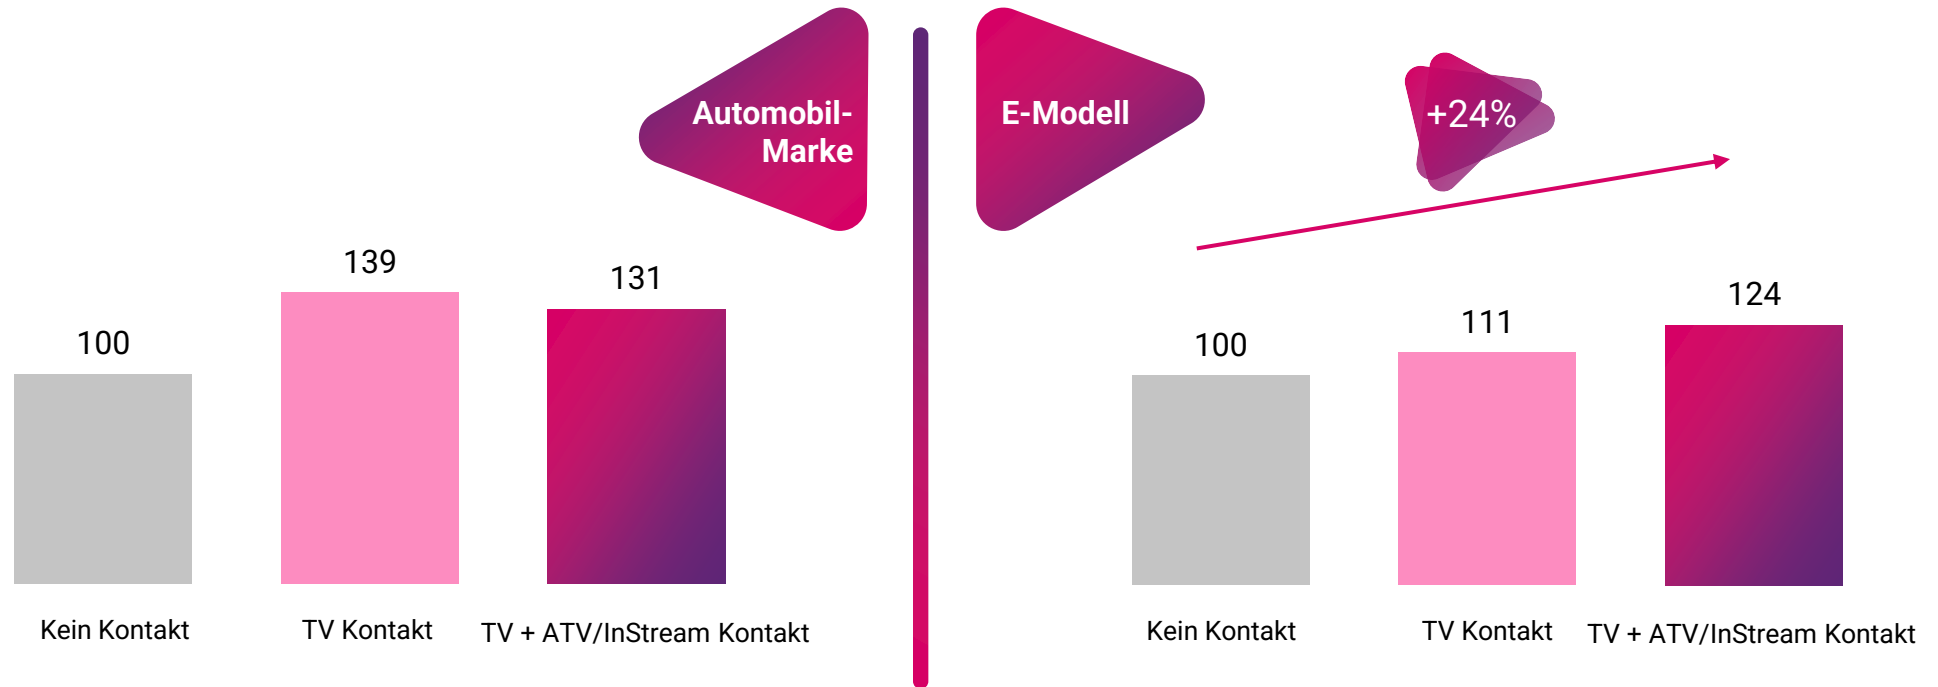 Automobil-
Marke
139
131
100
Kein Kontakt
TV Kontakt
TV + ATV/InStream Kontakt
E-Modell
+24%
124
111
100
Kein Kontakt
TV Kontakt
TV + ATV/InStream Kontakt